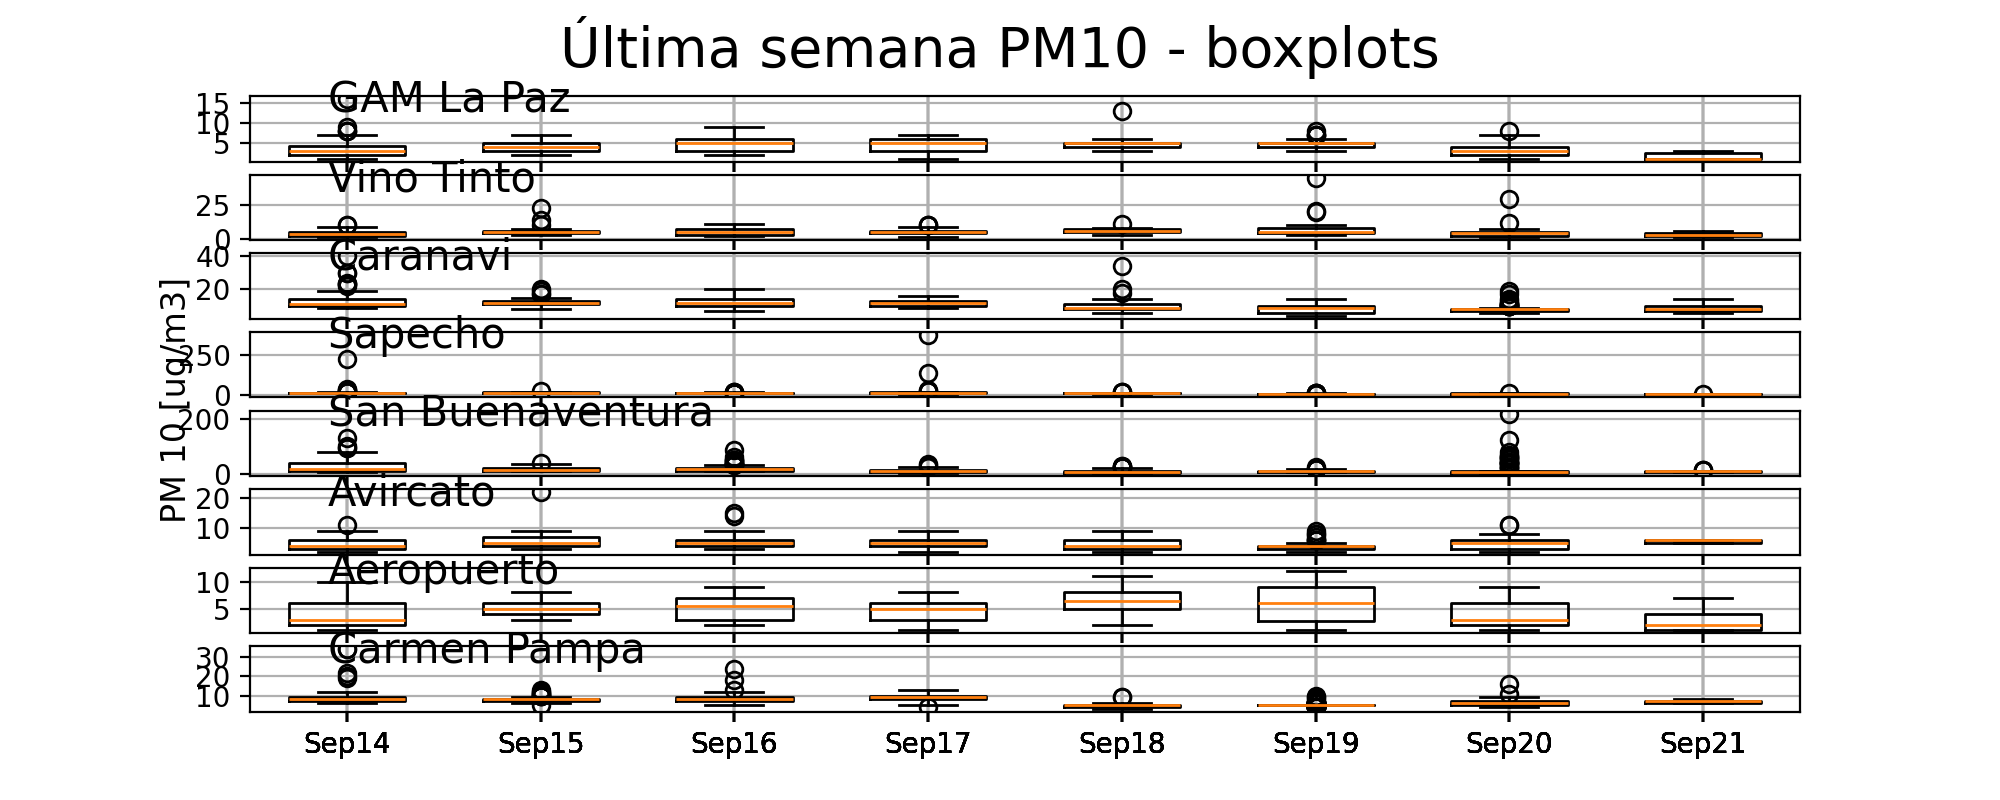 Última semana PM10 - boxplots
PM 10 [ug/m3]
GAM La Paz
15
10
5
Vino Tinto
25
0
Caranavi
40
20
Sapecho
250
0
San Buenaventura
200
0
Avircato
20
10
Aeropuerto
10
5
Carmen Pampa
30
20
10
Sep14 Sep15 Sep16 Sep17 Sep18 Sep19 Sep20 Sep21